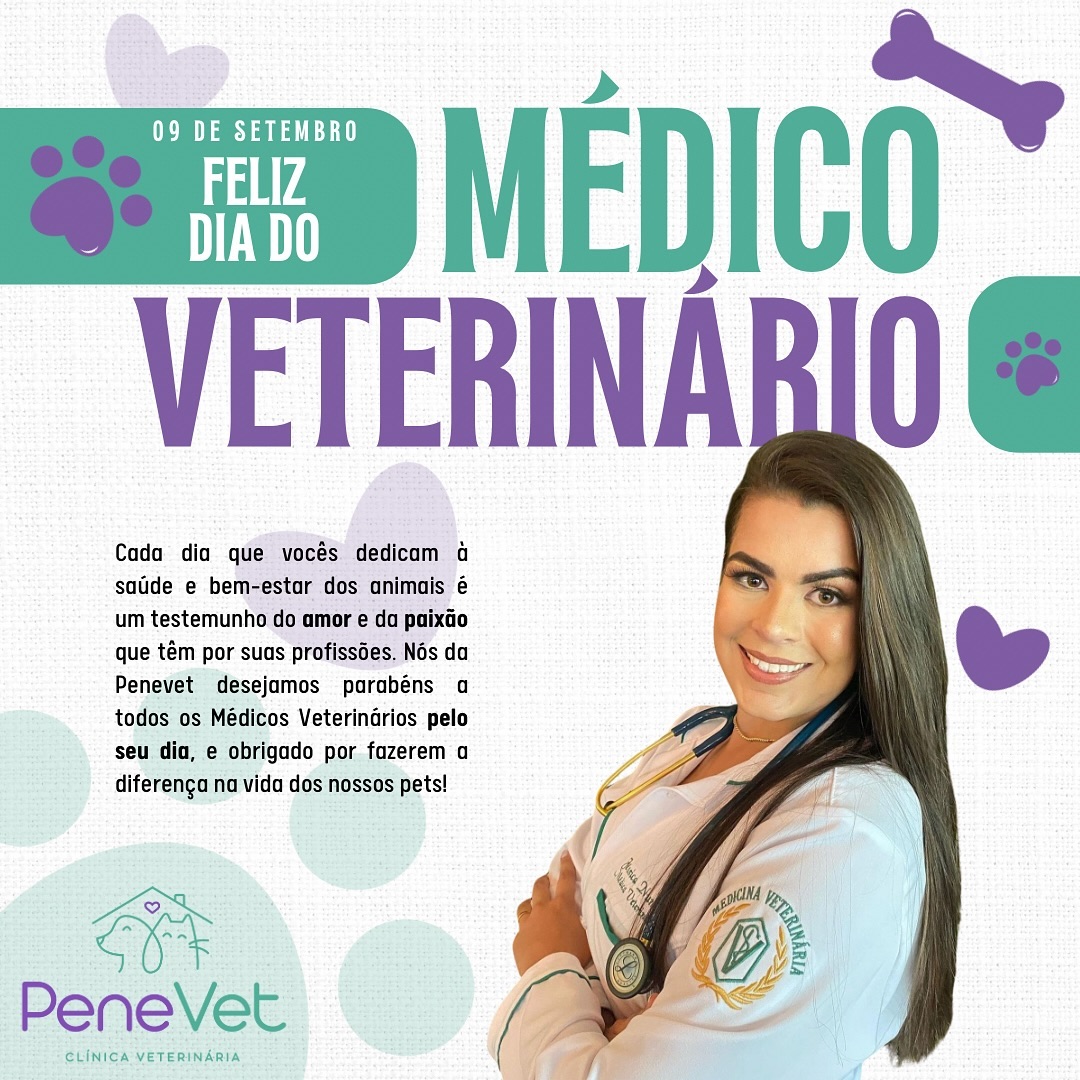 09 DE SETEMBRO
FELIZ
DIA DO
MÉDICO
VETERINÁRIO
Cada dia que vocês dedicam à
saúde e bem-estar dos animais é
um testemunho do amor e da paixão
que têm por suas profissões. Nós da
Penevet desejamos parabéns a
todos os Médicos Veterinários pelo
seu dia, e obrigado por fazerem a
diferença na vida dos nossos pets!
MEDICINA VETERINÁRIA
PeneVet
CLÍNICA VETERINÁRIA